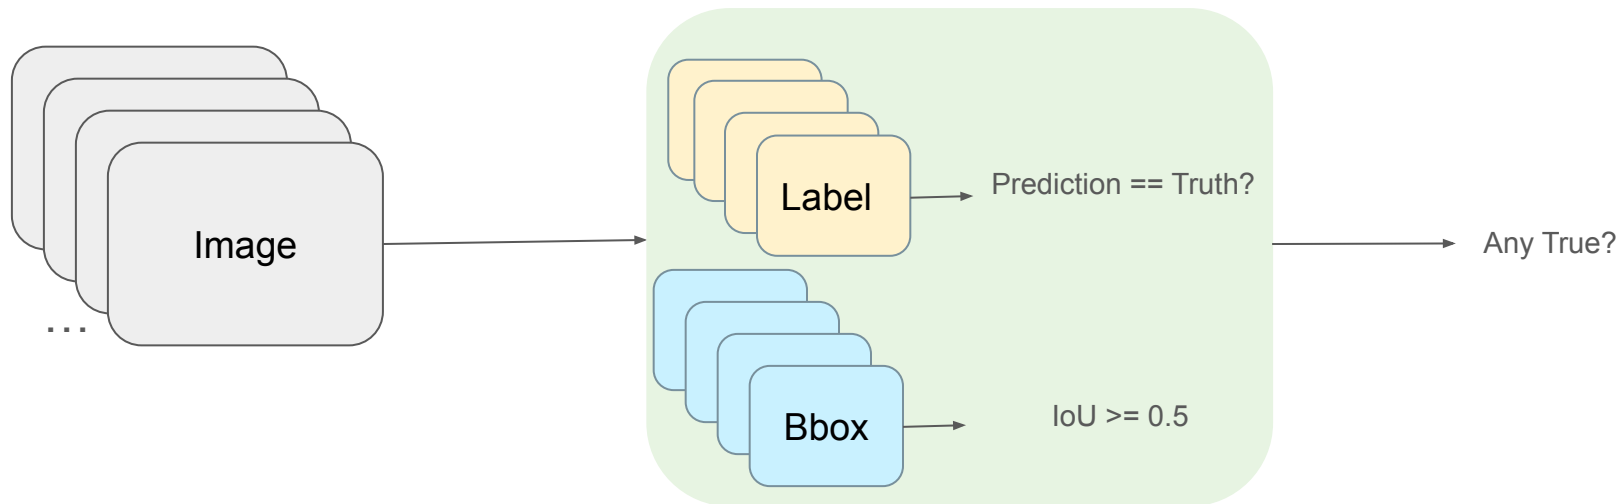 Image
...
Label
Prediction == Truth?
Bbox
IoU >= 0.5
Any True?